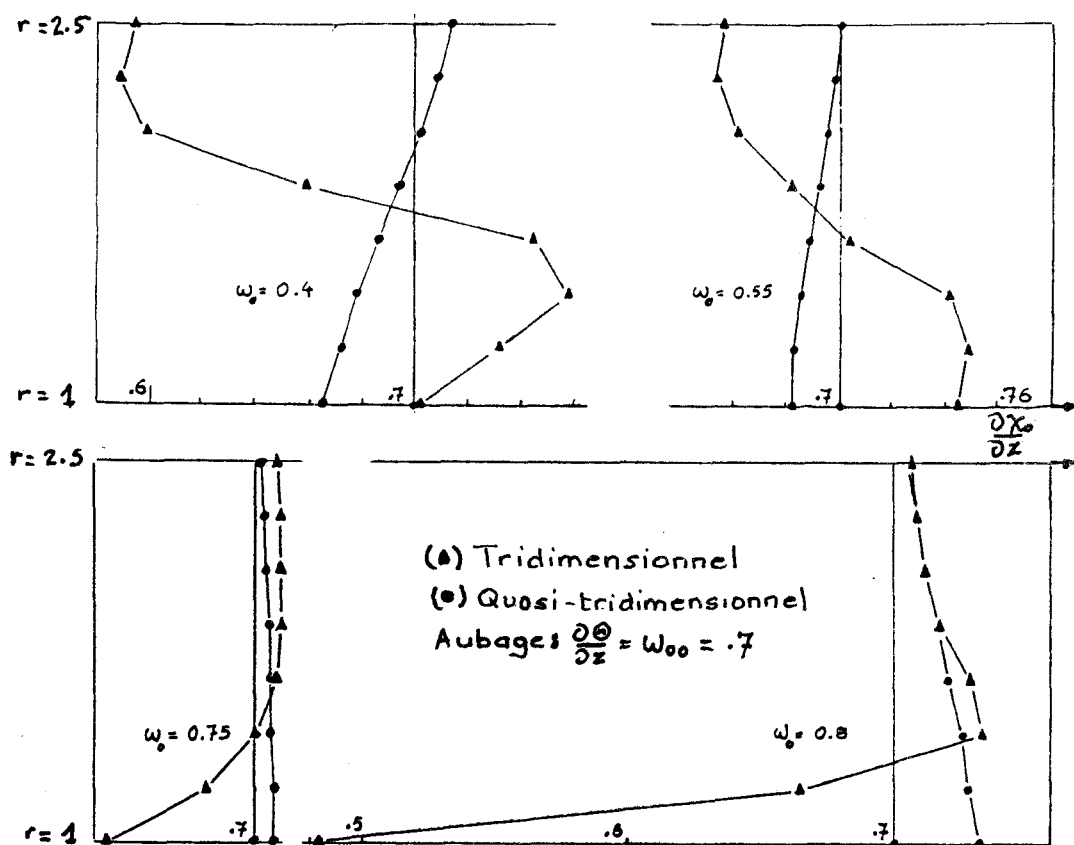 r = 2.5
ω₀ = 0.4
ω₀ = 0.55
r = 1
.6
.7
.7
.76
∂χ₀/∂z
r = 2.5
(▲) Tridimensionnel
(●) Quasi-tridimensionnel
Aubages ∂Θ/∂z = ω₀₀ = .7
ω₀ = 0.75
ω₀ = 0.8
r = 1
.7
.5
.6
.7